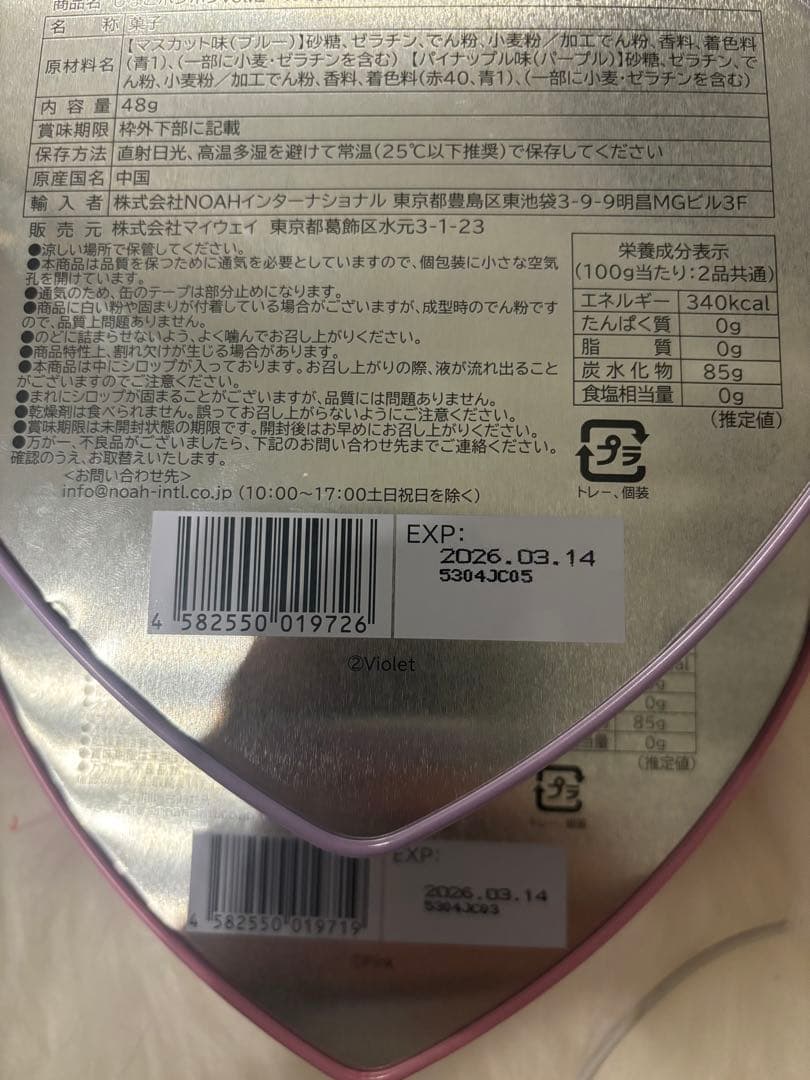 商品名
名 称 菓子
原材料名 【マスカット味(ブルー)】砂糖、ゼラチン、でん粉、小麦粉/加工でん粉、香料、着色料
(青1)、(一部に小麦・ゼラチンを含む) 【パイナップル味(パープル)】砂糖、ゼラチン、で
ん粉、小麦粉/加工でん粉、香料、着色料(赤40、青1)、(一部に小麦・ゼラチンを含む)
内 容 量 48g
賞味期限 枠外下部に記載
保存方法 直射日光、高温多湿を避けて常温(25℃以下推奨)で保存してください
原産国名 中国
輸 入 者 株式会社NOAHインターナショナル 東京都豊島区東池袋3-9-9明昌MGビル3F
販 売 元 株式会社マイウェイ 東京都葛飾区水元3-1-23
●涼しい場所で保管してください。
●本商品は品質を保つために通気を必要としていますので、個包装に小さな空気
孔を開けています。
●通気のため、缶のテープは部分止めになります。
●商品に白い粉や固まりが付着している場合がございますが、成型時のでん粉です
ので、品質上問題ありません。
●のどに詰まらせないよう、よく噛んでお召し上がりください。
●商品特性上、割れ欠けが生じる場合があります。
●本商品は中にシロップが入っております。お召し上がりの際、液が流れ出ること
がございますのでご注意ください。
●まれにシロップが固まることがございますが、品質には問題ありません。
●乾燥剤は食べられません。誤ってお召し上がらないようにご注意ください。
●賞味期限は未開封状態の期限です。開封後はお早めにお召し上がりください。
●万が一、不良品がございましたら、下記のお問い合わせ先までご連絡ください。
確認のうえ、お取替えいたします。
<お問い合わせ先>
info@noah-intl.co.jp (10:00～17:00土日祝日を除く)
栄養成分表示
(100g当たり:2品共通)
エネルギー 340kcal
たんぱく質 0g
脂 質 0g
炭水化物 85g
食塩相当量 0g
(推定値)
プラ
トレー、個装
EXP:
2026.03.14
5304JC05
4 582550 019726
②Violet
0g
85g
量 0g
(推定値)
プラ
EXP:
2026.03.14
5304JC03
4 582550 019719